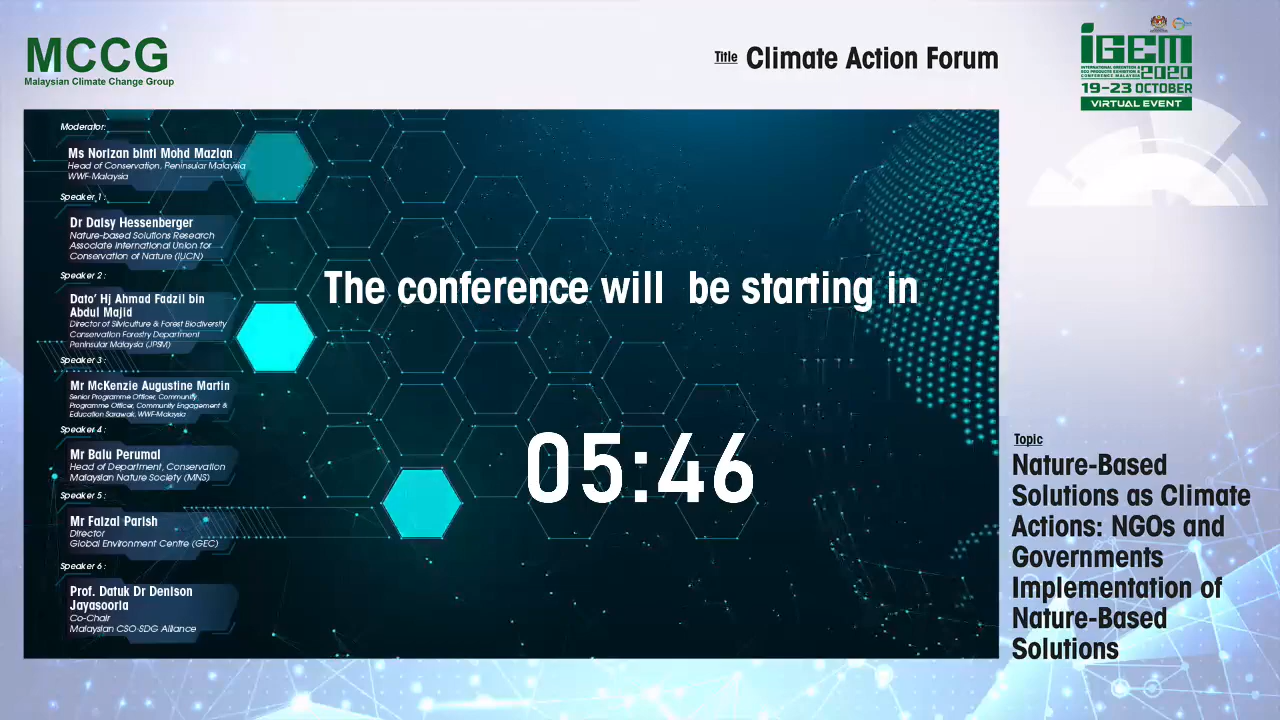 MCCG
Malaysian Climate Change Group
Title Climate Action Forum
iGEM
INTERNATIONAL GREENTECH &
ECO PRODUCTS EXHIBITION &
CONFERENCE MALAYSIA 2020
19-23 OCTOBER
VIRTUAL EVENT
Moderator:
Ms Norizan binti Mohd Mazlan
Head of Conservation, Peninsular Malaysia
WWF-Malaysia
Speaker 1 :
Dr Daisy Hessenberger
Nature-based Solutions Research
Associate International Union for
Conservation of Nature (IUCN)
Speaker 2 :
Dato’ Hj Ahmad Fadzil bin
Abdul Majid
Director of Silviculture & Forest Biodiversity
Conservation Forestry Department
Peninsular Malaysia (JPSM)
Speaker 3 :
Mr McKenzie Augustine Martin
Senior Programme Officer, Community
Programme Officer, Community Engagement &
Education Sarawak, WWF-Malaysia
Speaker 4 :
Mr Balu Perumal
Head of Department, Conservation
Malaysian Nature Society (MNS)
Speaker 5 :
Mr Faizal Parish
Director
Global Environment Centre (GEC)
Speaker 6 :
Prof. Datuk Dr Denison
Jayasooria
Co-Chair
Malaysian CSO-SDG Alliance
The conference will be starting in
05:46
Topic
Nature-Based
Solutions as Climate
Actions: NGOs and
Governments
Implementation of
Nature-Based
Solutions